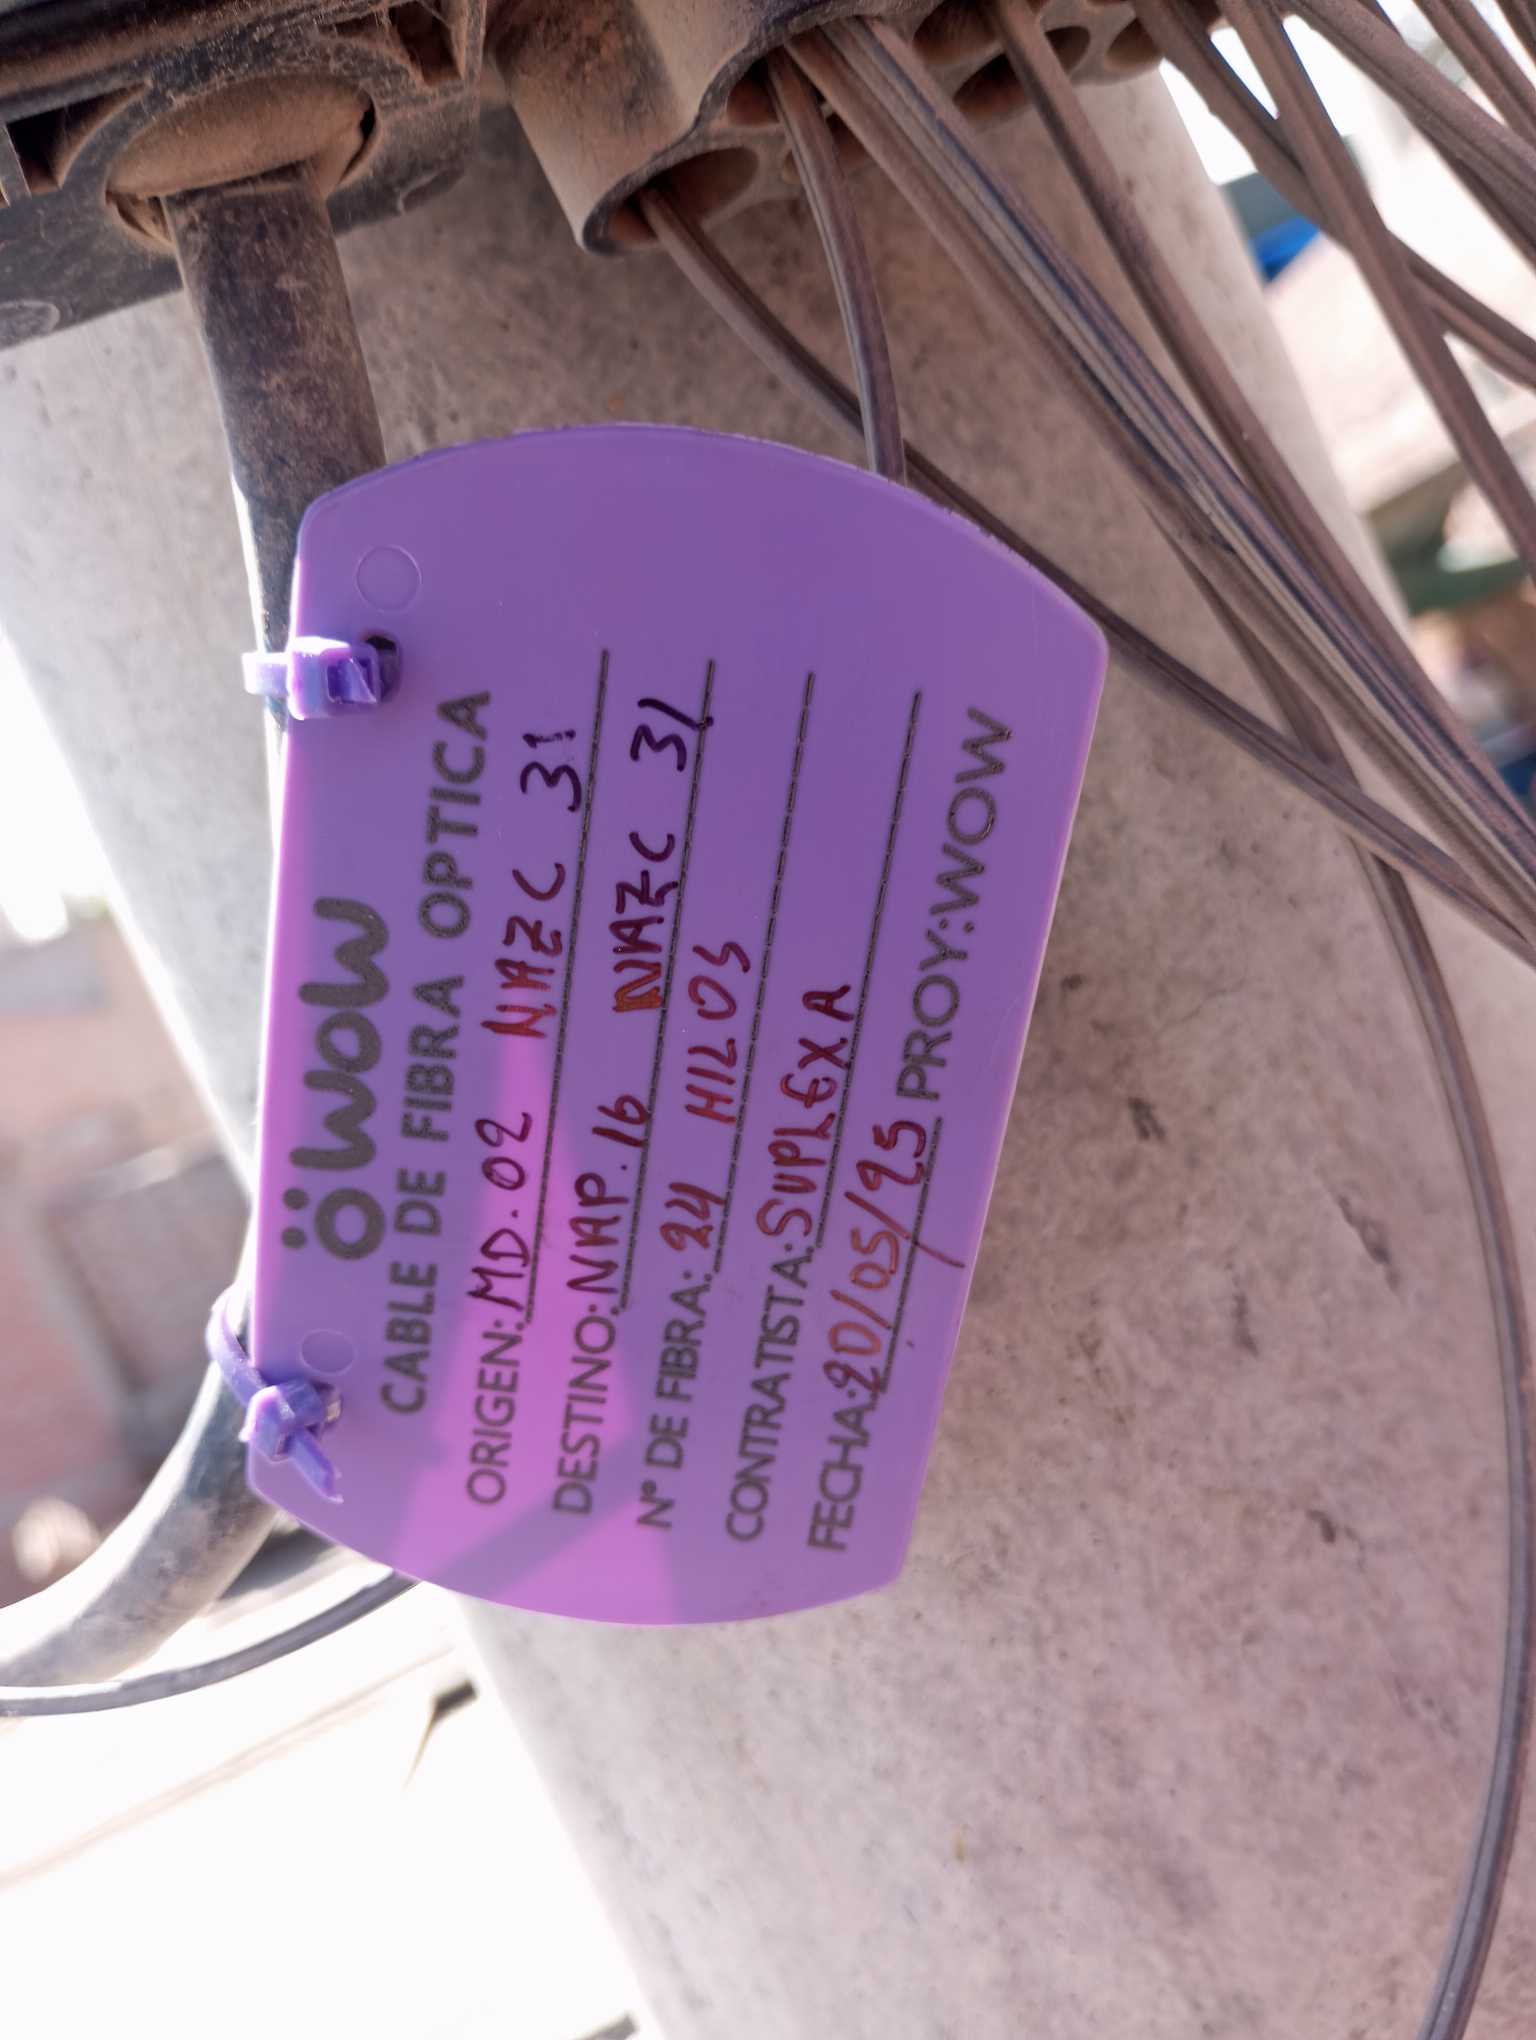 WOW
CABLE DE FIBRA OPTICA
ORIGEN: MD.02 NAZC 31
DESTINO: NAP.16 NAZC 31
N° DE FIBRA: 24 HILOS
CONTRATISTA: SUPLEXA
FECHA: 20/05/25 PROY: WOW